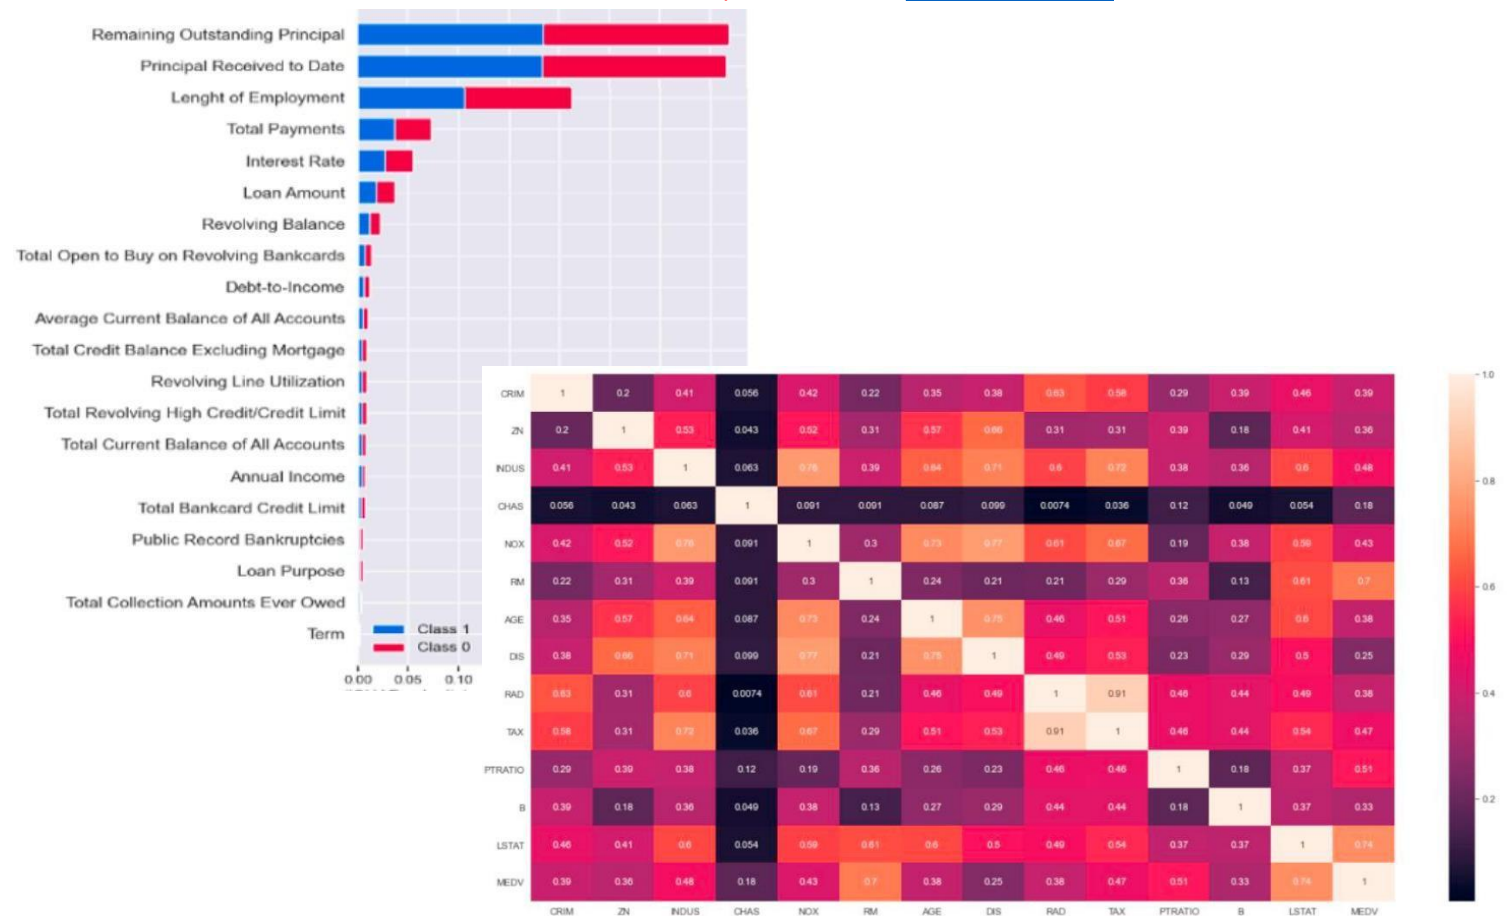 Remaining Outstanding Principal
Principal Received to Date
Lenght of Employment
Total Payments
Interest Rate
Loan Amount
Revolving Balance
Total Open to Buy on Revolving Bankcards
Debt-to-Income
Average Current Balance of All Accounts
Total Credit Balance Excluding Mortgage
Revolving Line Utilization
Total Revolving High Credit/Credit Limit
Total Current Balance of All Accounts
Annual Income
Total Bankcard Credit Limit
Public Record Bankruptcies
Loan Purpose
Total Collection Amounts Ever Owed
Term
Class 1
Class 0
0.00 0.05 0.10
CRIM 1 0.2 0.41 0.056 0.42 0.22 0.35 0.38 0.63 0.58 0.29 0.39 0.46 0.39
ZN 0.2 1 0.53 0.043 0.52 0.31 0.57 0.66 0.31 0.31 0.39 0.18 0.41 0.36
INDUS 0.41 0.53 1 0.063 0.76 0.39 0.64 0.71 0.6 0.72 0.38 0.36 0.6 0.48
CHAS 0.056 0.043 0.063 1 0.091 0.091 0.087 0.099 0.0074 0.036 0.12 0.049 0.054 0.18
NOX 0.42 0.52 0.76 0.091 1 0.3 0.73 0.77 0.61 0.67 0.19 0.38 0.59 0.43
RM 0.22 0.31 0.39 0.091 0.3 1 0.24 0.21 0.21 0.29 0.36 0.13 0.61 0.7
AGE 0.35 0.57 0.64 0.087 0.73 0.24 1 0.75 0.46 0.51 0.26 0.27 0.6 0.38
DIS 0.38 0.66 0.71 0.099 0.77 0.21 0.75 1 0.49 0.53 0.23 0.29 0.5 0.25
RAD 0.63 0.31 0.6 0.0074 0.61 0.21 0.46 0.49 1 0.91 0.46 0.44 0.49 0.38
TAX 0.58 0.31 0.72 0.036 0.67 0.29 0.51 0.53 0.91 1 0.46 0.44 0.54 0.47
PTRATIO 0.29 0.39 0.38 0.12 0.19 0.36 0.26 0.23 0.46 0.46 1 0.18 0.37 0.51
B 0.39 0.18 0.36 0.049 0.38 0.13 0.27 0.29 0.44 0.44 0.18 1 0.37 0.33
LSTAT 0.46 0.41 0.6 0.054 0.59 0.61 0.6 0.5 0.49 0.54 0.37 0.37 1 0.74
MEDV 0.39 0.36 0.48 0.18 0.43 0.7 0.38 0.25 0.38 0.47 0.51 0.33 0.74 1
CRIM ZN INDUS CHAS NOX RM AGE DIS RAD TAX PTRATIO B LSTAT MEDV
1.0
0.8
0.6
0.4
0.2